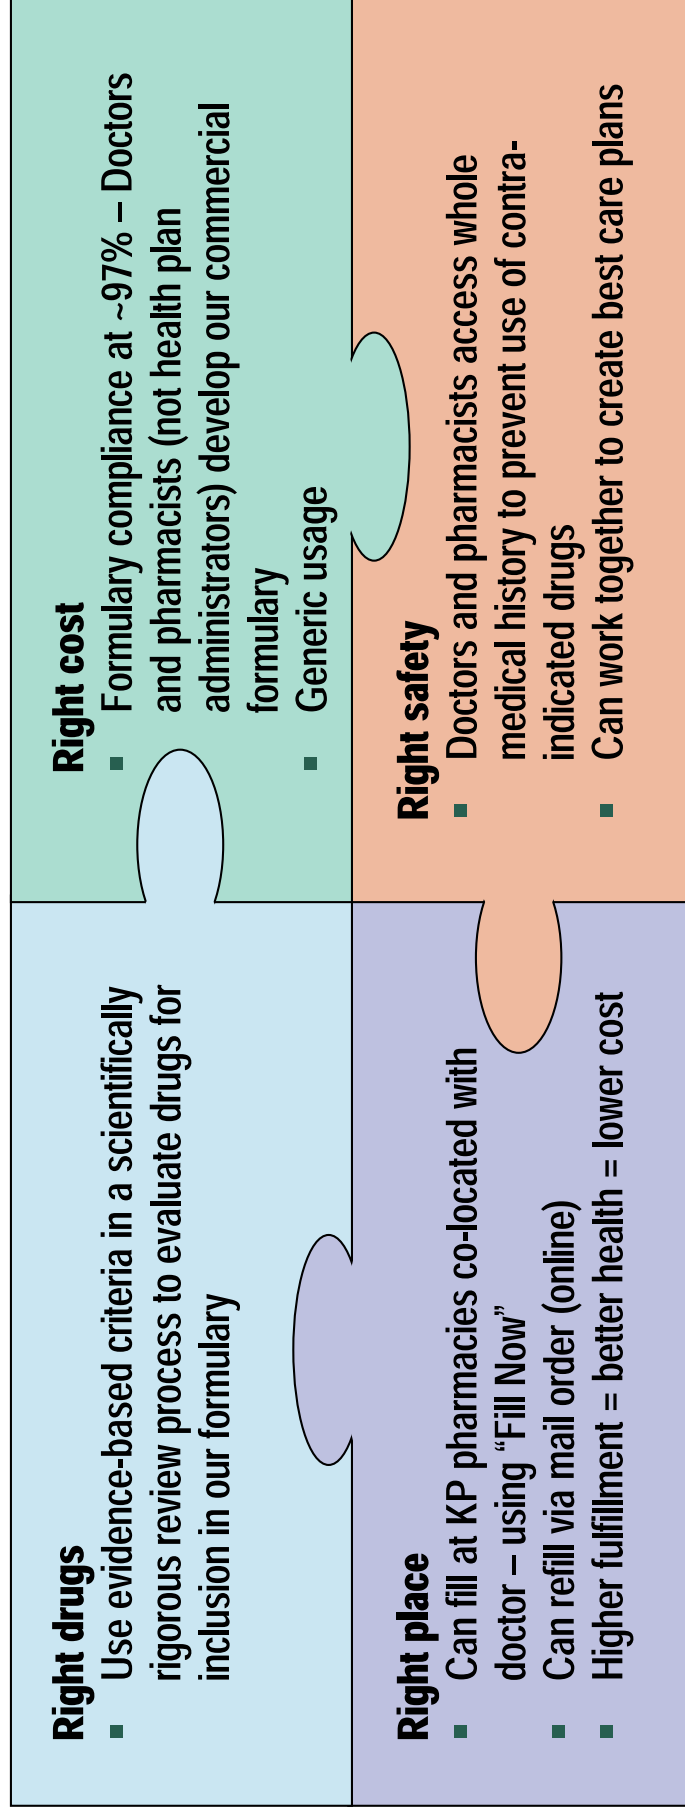 Right drugs
▪ Use evidence-based criteria in a scientifically
rigorous review process to evaluate drugs for
inclusion in our formulary
Right cost
▪ Formulary compliance at ~97% – Doctors
and pharmacists (not health plan
administrators) develop our commercial
formulary
▪ Generic usage
Right place
▪ Can fill at KP pharmacies co-located with
doctor – using “Fill Now”
▪ Can refill via mail order (online)
▪ Higher fulfillment = better health = lower cost
Right safety
▪ Doctors and pharmacists access whole
medical history to prevent use of contra-
indicated drugs
▪ Can work together to create best care plans